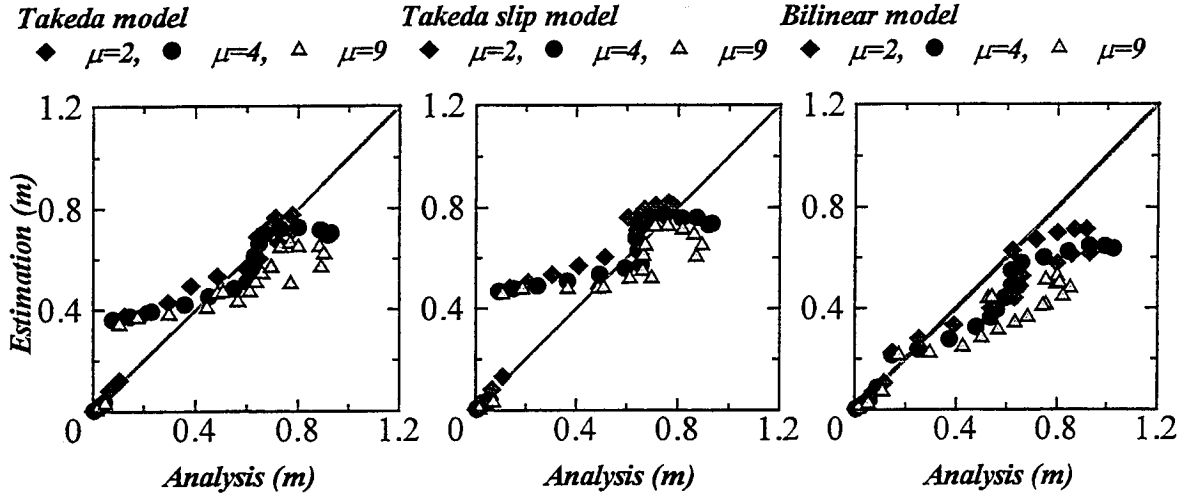 Takeda model
Takeda slip model
Bilinear model
◆ μ=2, ● μ=4, △ μ=9
◆ μ=2, ● μ=4, △ μ=9
◆ μ=2, ● μ=4, △ μ=9
Estimation (m)
1.2
0.8
0.4
0
0.4
0.8
1.2
Analysis (m)
1.2
0.8
0.4
0
0.4
0.8
1.2
Analysis (m)
1.2
0.8
0.4
0
0.4
0.8
1.2
Analysis (m)